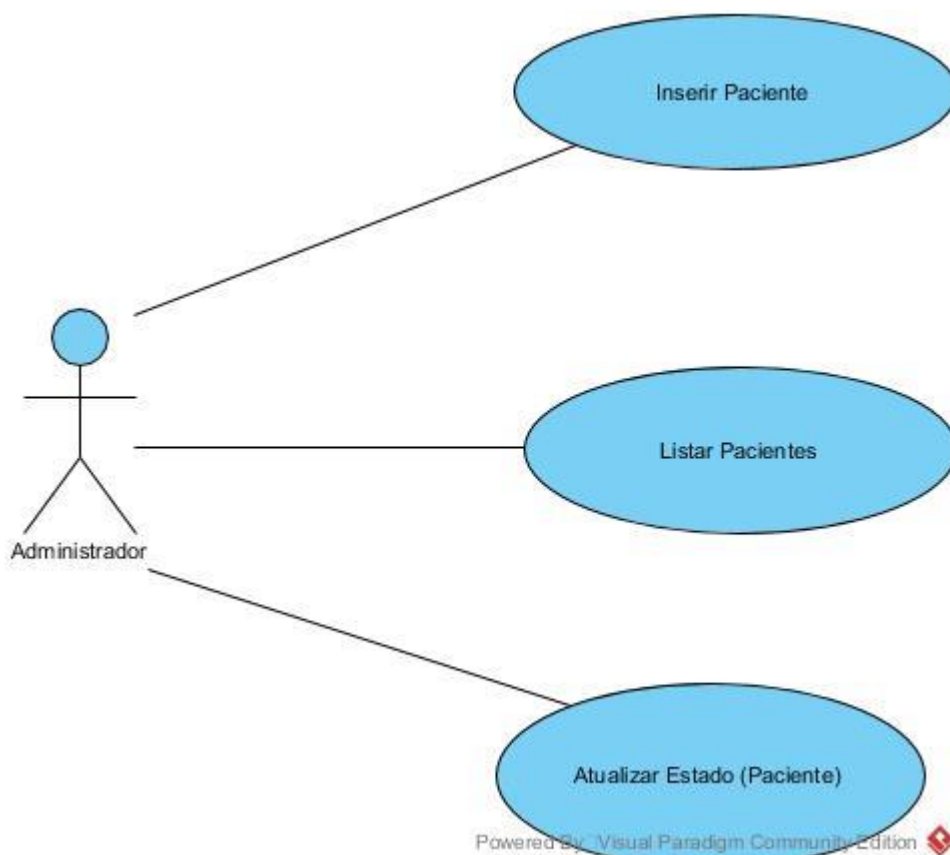 Inserir Paciente
Listar Pacientes
Administrador
Atualizar Estado (Paciente)
Powered By Visual Paradigm Community Edition